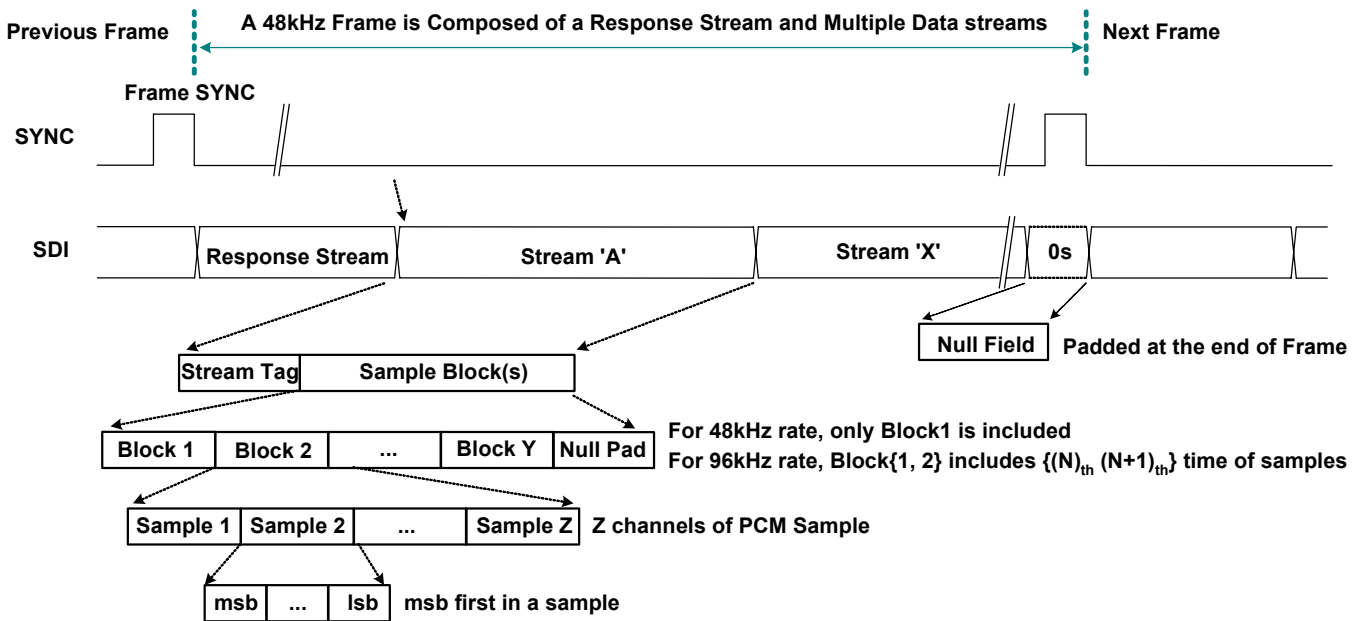 A 48kHz Frame is Composed of a Response Stream and Multiple Data streams
Previous Frame
Next Frame
Frame SYNC
SYNC
SDI
Response Stream
Stream 'A'
Stream 'X'
0s
Null Field
Padded at the end of Frame
Stream Tag
Sample Block(s)
Block 1
Block 2
...
Block Y
Null Pad
For 48kHz rate, only Block1 is included
For 96kHz rate, Block{1, 2} includes {(N)th (N+1)th} time of samples
Sample 1
Sample 2
...
Sample Z
Z channels of PCM Sample
msb
...
lsb
msb first in a sample